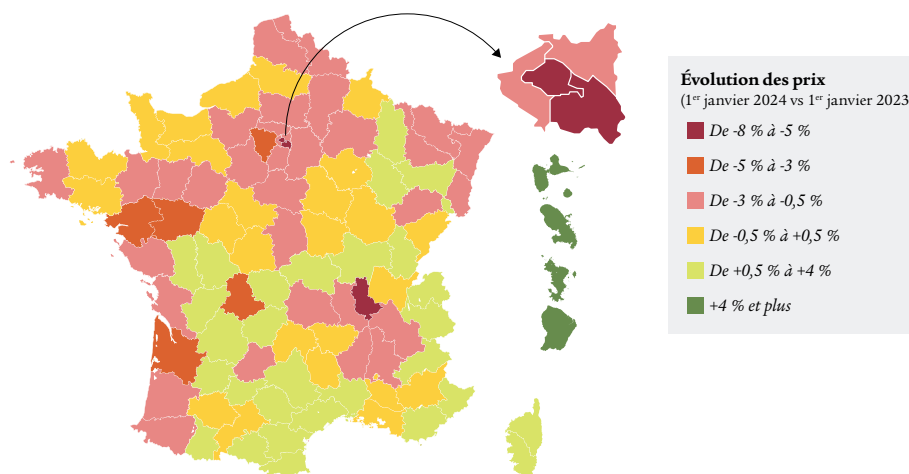 Évolution des prix
(1er janvier 2024 vs 1er janvier 2023
De -8 % à -5 %
De -5 % à -3 %
De -3 % à -0,5 %
De -0,5 % à +0,5 %
De +0,5 % à +4 %
+4 % et plus